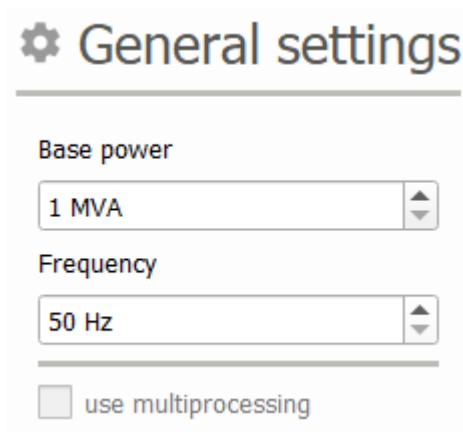 General settings
Base power
1 MVA
Frequency
50 Hz
use multiprocessing